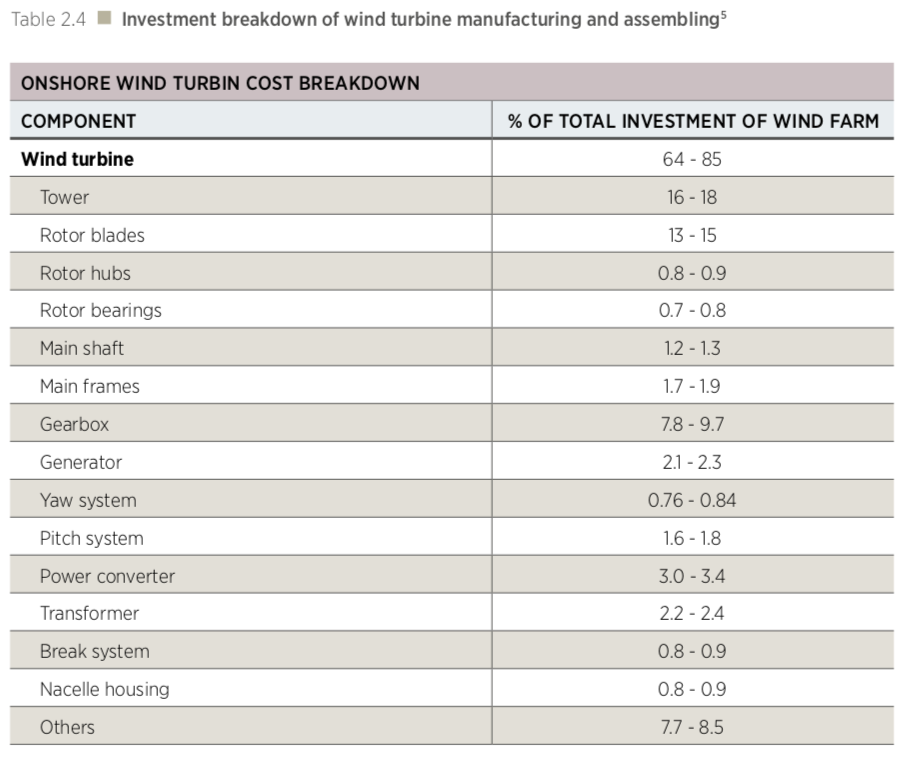 Table 2.4 ■ Investment breakdown of wind turbine manufacturing and assembling⁵
ONSHORE WIND TURBIN COST BREAKDOWN
COMPONENT % OF TOTAL INVESTMENT OF WIND FARM
Wind turbine 64 - 85
Tower 16 - 18
Rotor blades 13 - 15
Rotor hubs 0.8 - 0.9
Rotor bearings 0.7 - 0.8
Main shaft 1.2 - 1.3
Main frames 1.7 - 1.9
Gearbox 7.8 - 9.7
Generator 2.1 - 2.3
Yaw system 0.76 - 0.84
Pitch system 1.6 - 1.8
Power converter 3.0 - 3.4
Transformer 2.2 - 2.4
Break system 0.8 - 0.9
Nacelle housing 0.8 - 0.9
Others 7.7 - 8.5